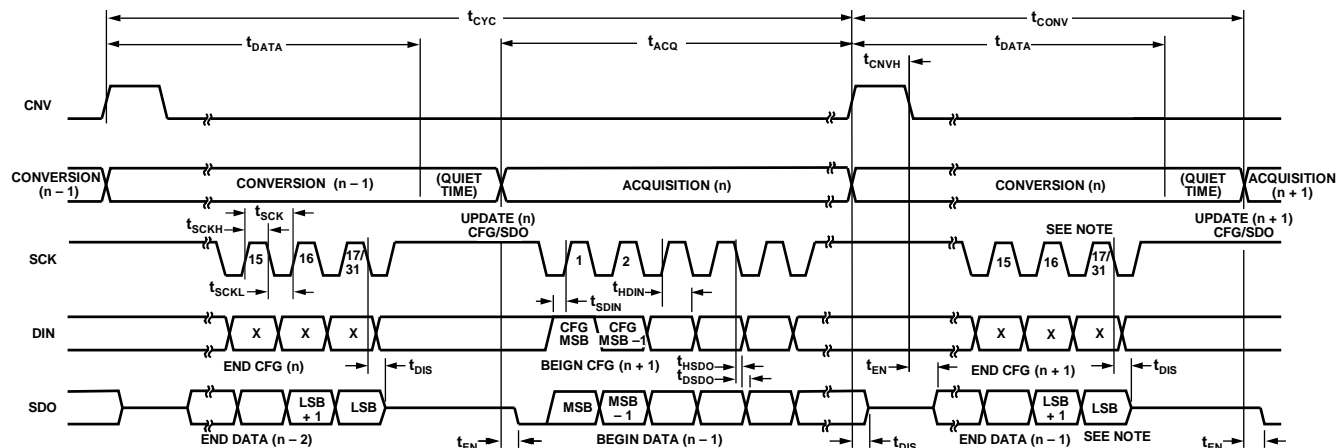 tCYC
tCONV
tDATA
tACQ
tDATA
tCNVH
CNV
CONVERSION
(n – 1)
CONVERSION (n – 1)
(QUIET
TIME)
ACQUISITION (n)
CONVERSION (n)
(QUIET
TIME)
ACQUISITION
(n + 1)
UPDATE (n)
CFG/SDO
UPDATE (n + 1)
CFG/SDO
tSCK
tSCKH
SEE NOTE
SCK
15
16
17/
31
1
2
15
16
17/
31
tSCKL
tHDIN
tSDIN
DIN
X
X
X
CFG
MSB
CFG
MSB –1
X
X
X
END CFG (n)
tDIS
BEIGN CFG (n + 1)
tHSDO
tDSDO
tEN
END CFG (n + 1)
tDIS
SDO
LSB
+ 1
LSB
MSB
MSB
–1
LSB
+ 1
LSB
END DATA (n – 2)
tEN
BEGIN DATA (n – 1)
tDIS
END DATA (n – 1)
SEE NOTE
tEN